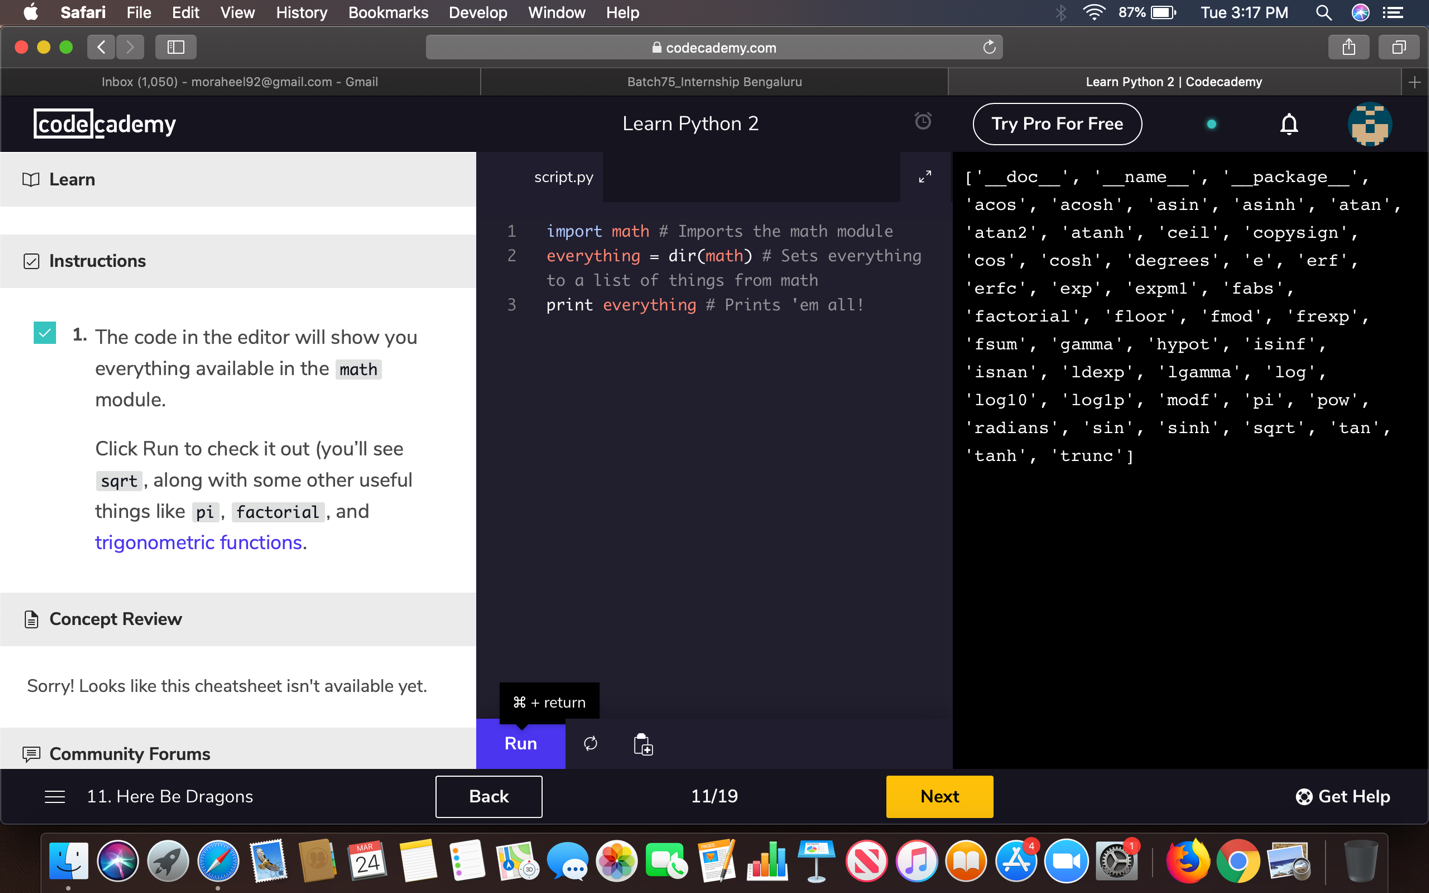 Safari File Edit View History Bookmarks Develop Window Help 87% Tue 3:17 PM
codecademy.com
Inbox (1,050) - moraheel92@gmail.com - Gmail
Batch75_Internship Bengaluru
Learn Python 2 | Codecademy
codecademy
Learn Python 2
Try Pro For Free
Learn
Instructions
1. The code in the editor will show you
everything available in the math
module.
Click Run to check it out (you’ll see
sqrt, along with some other useful
things like pi, factorial, and
trigonometric functions.
Concept Review
Sorry! Looks like this cheatsheet isn't available yet.
Community Forums
script.py
1 import math # Imports the math module
2 everything = dir(math) # Sets everything
to a list of things from math
3 print everything # Prints 'em all!
⌘ + return
Run
['__doc__', '__name__', '__package__',
'acos', 'acosh', 'asin', 'asinh', 'atan',
'atan2', 'atanh', 'ceil', 'copysign',
'cos', 'cosh', 'degrees', 'e', 'erf',
'erfc', 'exp', 'expm1', 'fabs',
'factorial', 'floor', 'fmod', 'frexp',
'fsum', 'gamma', 'hypot', 'isinf',
'isnan', 'ldexp', 'lgamma', 'log',
'log10', 'log1p', 'modf', 'pi', 'pow',
'radians', 'sin', 'sinh', 'sqrt', 'tan',
'tanh', 'trunc']
11. Here Be Dragons
Back
11/19
Next
Get Help
MAR
24
3D
4
1